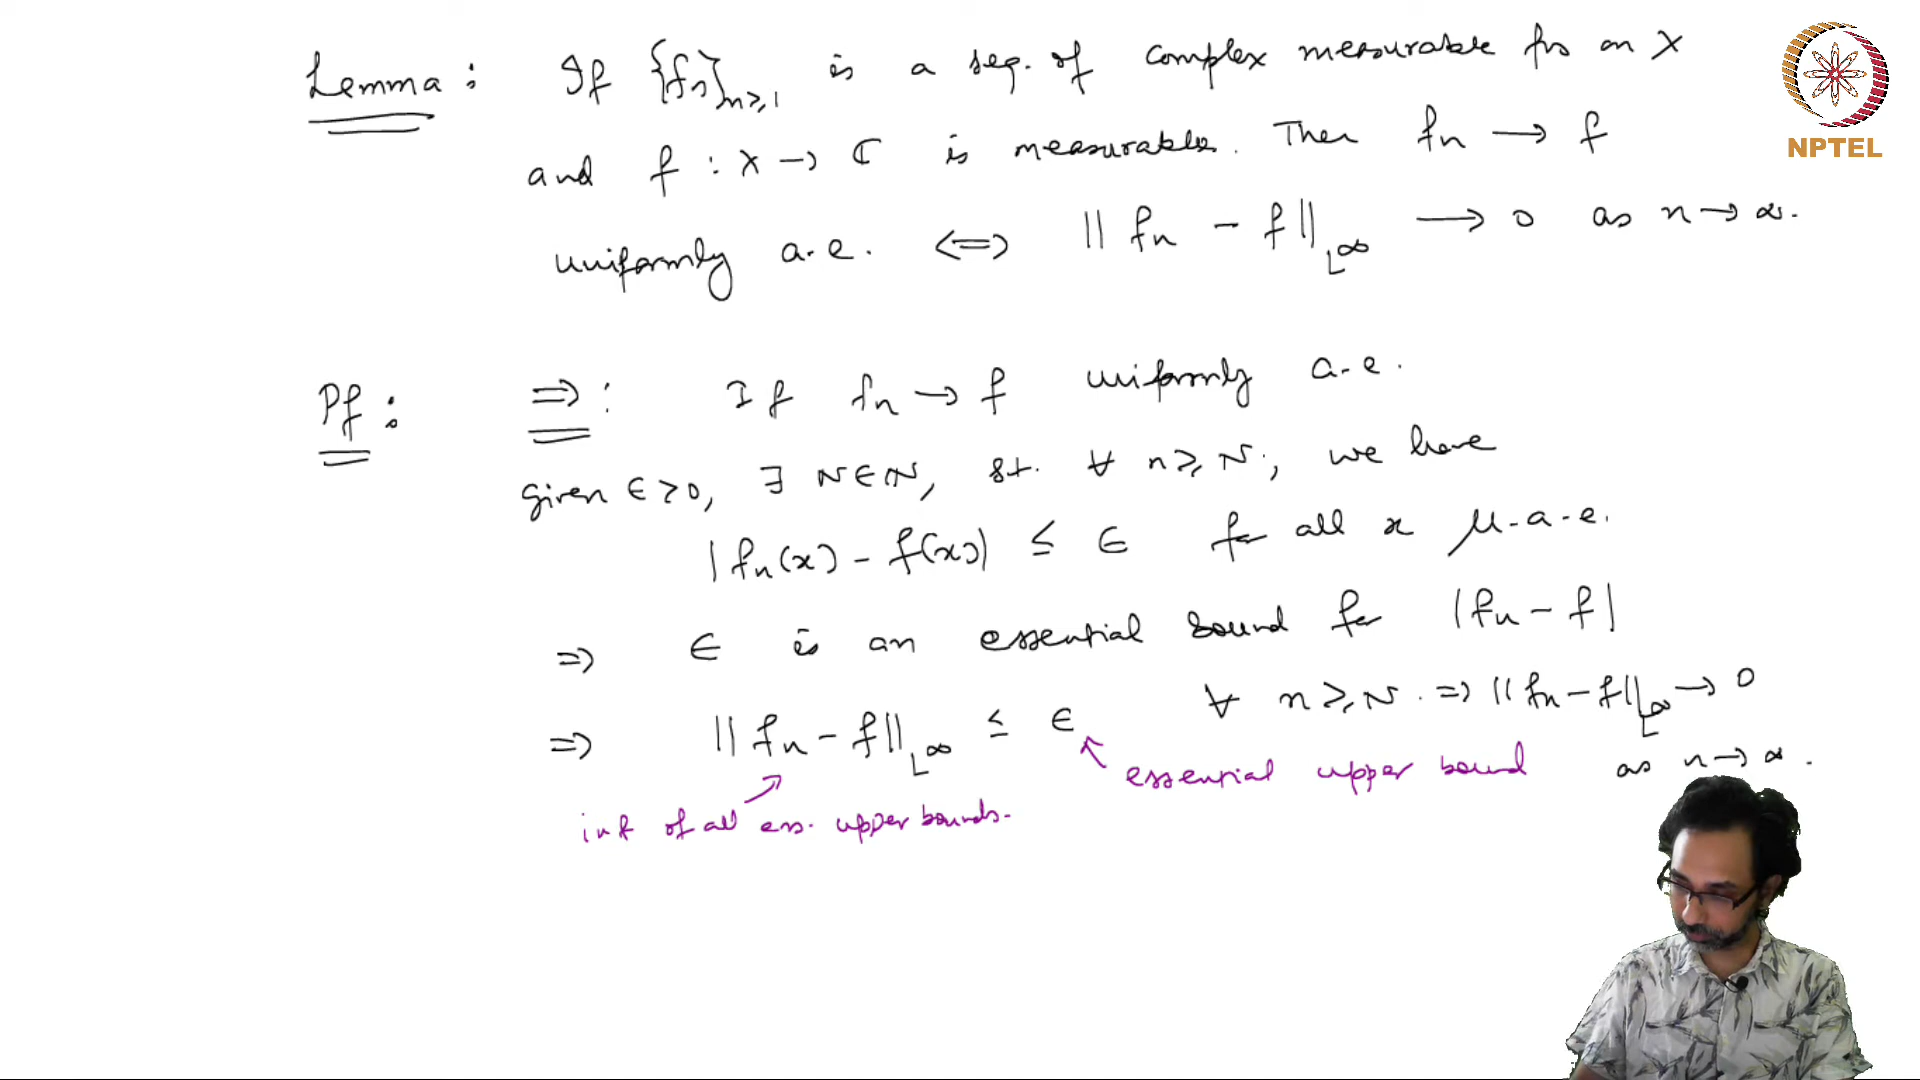 Lemma: If {fn}n≥1 is a seq. of complex measurable fns on X
NPTEL
and f : X → ℂ is measurable. Then fn → f
uniformly a.e. ⟺ ‖fn − f‖L∞ → 0 as n → ∞.
Pf: ⟹: If fn → f uniformly a.e.
given ϵ>0, ∃ N∈ℕ, st. ∀ n≥N, we have
|fn(x) − f(x)| ≤ ϵ for all x μ-a.e.
⟹ ϵ is an essential bound for |fn − f|
∀ n≥N. ⟹ ‖fn − f‖L∞ → 0
⟹ ‖fn − f‖L∞ ≤ ϵ
as n → ∞.
essential upper bound
inf of all ess. upper bounds.